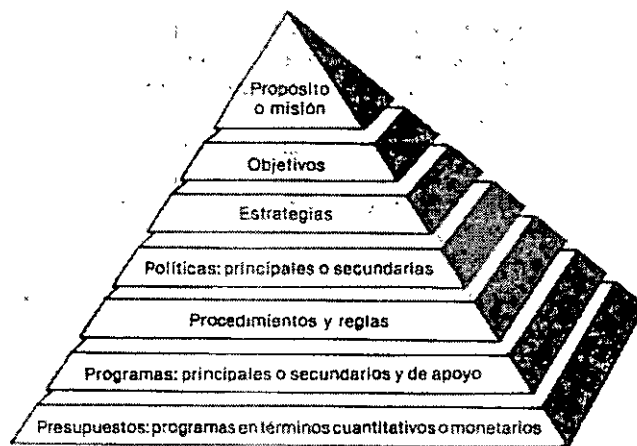 Propósito
o misión
Objetivos
Estrategias
Políticas: principales o secundarias
Procedimientos y reglas
Programas: principales o secundarios y de apoyo
Presupuestos: programas en términos cuantitativos o monetarios